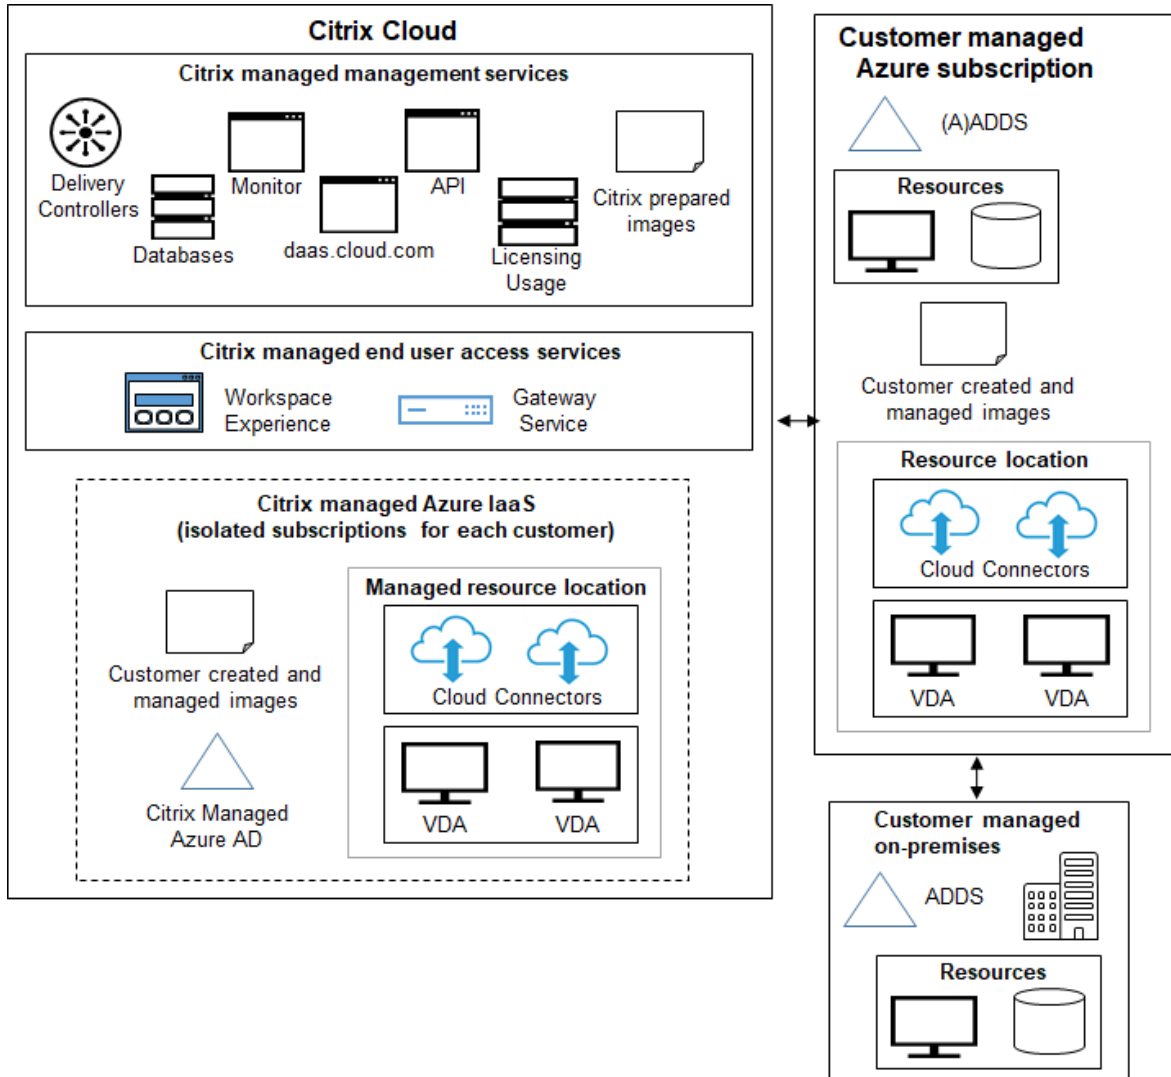 Citrix Cloud
Citrix managed management services
Delivery
Controllers
Databases
Monitor
daas.cloud.com
API
Licensing
Usage
Citrix prepared
images
Citrix managed end user access services
Workspace
Experience
Gateway
Service
Citrix managed Azure IaaS
(isolated subscriptions for each customer)
Customer created and
managed images
Citrix Managed
Azure AD
Managed resource location
Cloud Connectors
VDA
VDA
Customer managed
Azure subscription
(A)ADDS
Resources
Customer created and
managed images
Resource location
Cloud Connectors
VDA
VDA
Customer managed
on-premises
ADDS
Resources